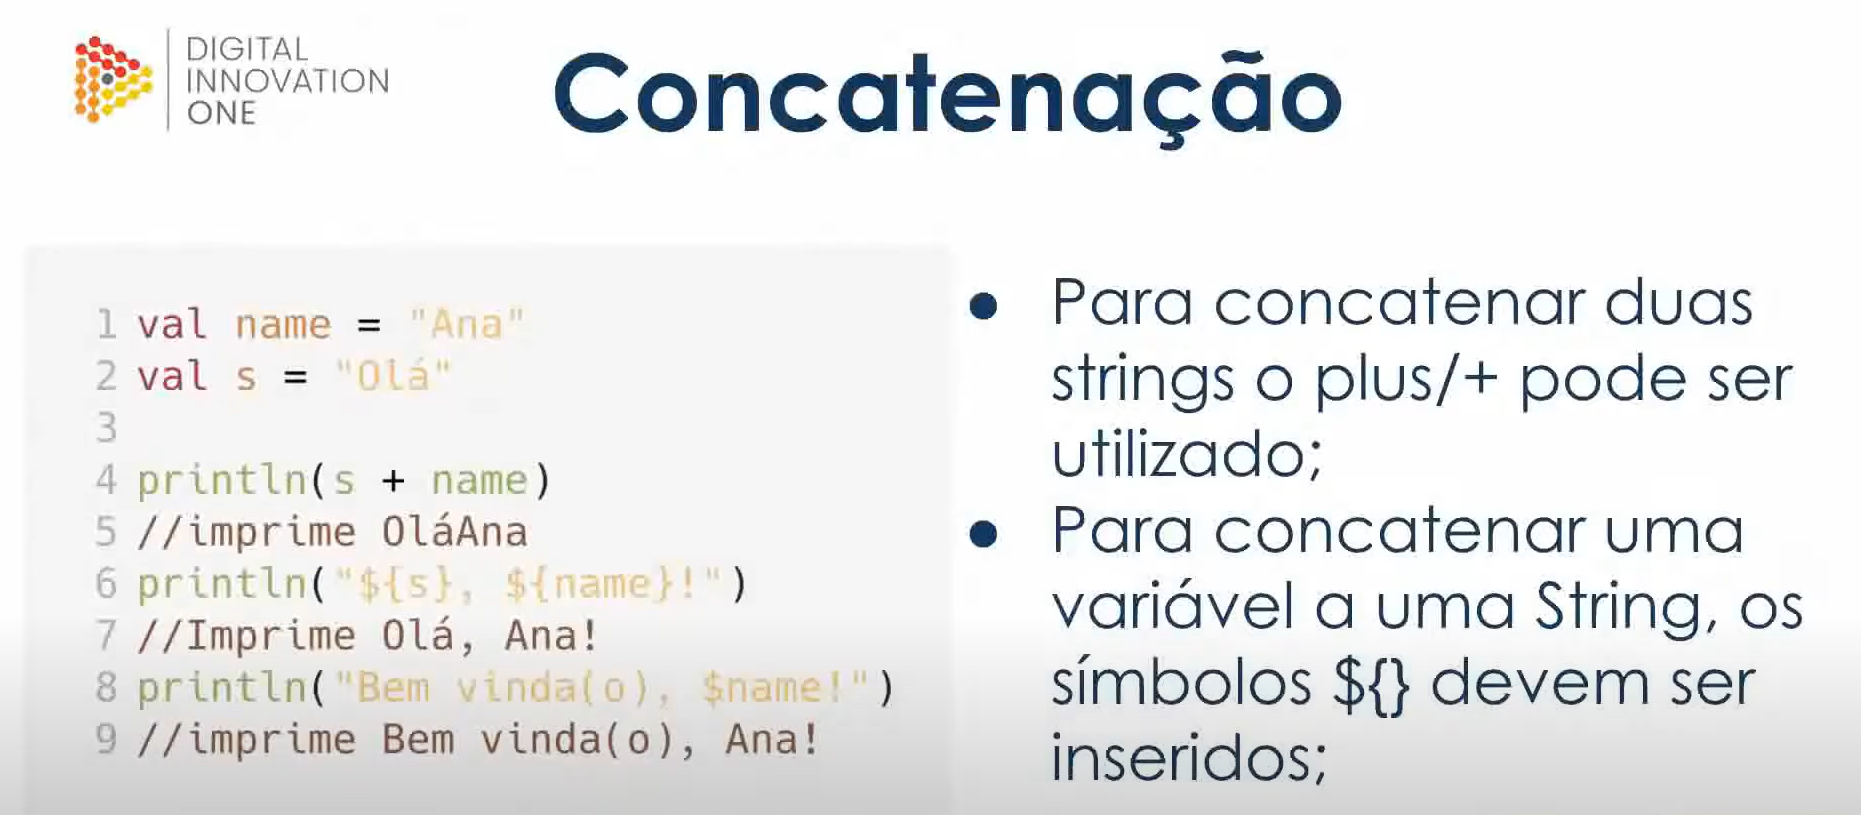 DIGITAL
INNOVATION
ONE
Concatenação
1 val name = "Ana"
2 val s = "Olá"
3
4 println(s + name)
5 //imprime OláAna
6 println("${s}, ${name}!")
7 //Imprime Olá, Ana!
8 println("Bem vinda(o), $name!")
9 //imprime Bem vinda(o), Ana!
● Para concatenar duas
strings o plus/+ pode ser
utilizado;
● Para concatenar uma
variável a uma String, os
símbolos ${} devem ser
inseridos;